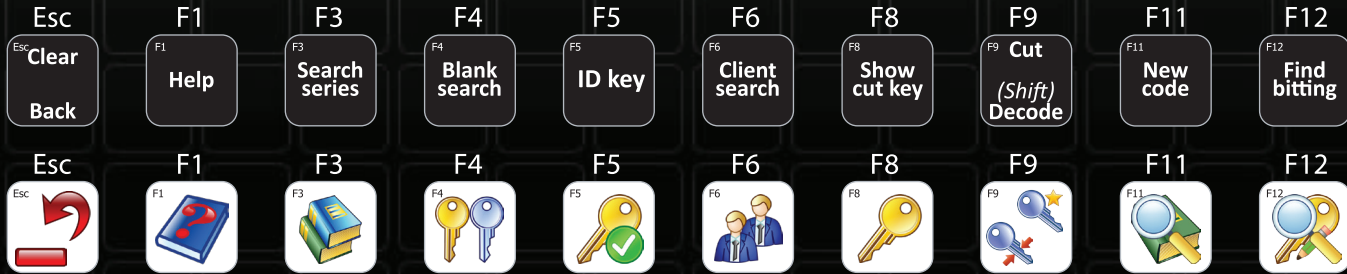 Esc F1 F3 F4 F5 F6 F8 F9 F11 F12
Esc F1 F3 F4 F5 F6 F8 F9 F11 F12
Clear Help Search series Blank search ID key Client search Show cut key Cut New code Find bitting
(Shift)
Back Decode
Esc F1 F3 F4 F5 F6 F8 F9 F11 F12
Esc F1 F3 F4 F5 F6 F8 F9 F11 F12
?